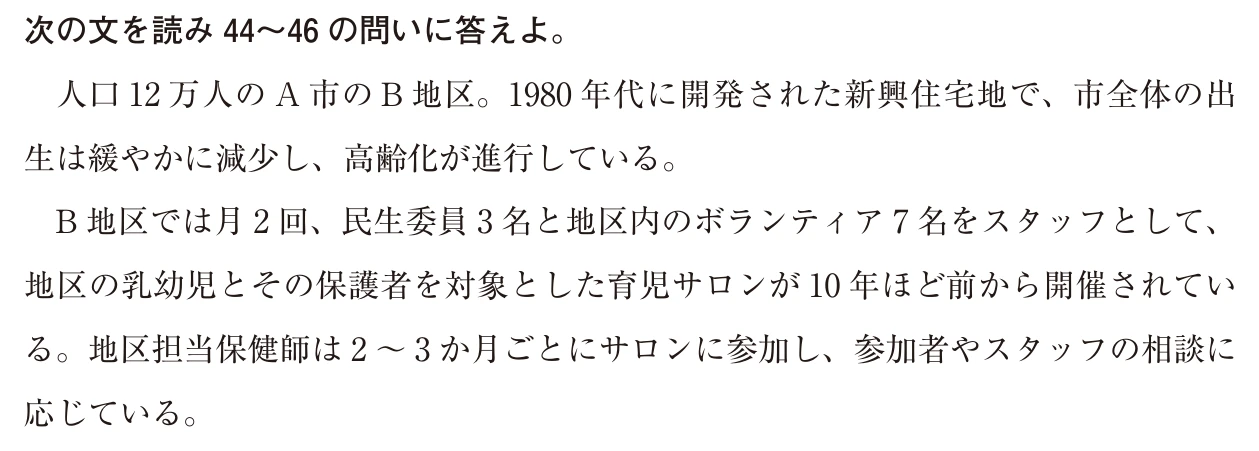 次の文を読み 44〜46 の問いに答えよ。
人口 12 万人の A 市の B 地区。1980 年代に開発された新興住宅地で、市全体の出
生は緩やかに減少し、高齢化が進行している。
B 地区では月 2 回、民生委員 3 名と地区内のボランティア 7 名をスタッフとして、
地区の乳幼児とその保護者を対象とした育児サロンが 10 年ほど前から開催されてい
る。地区担当保健師は 2 〜 3 か月ごとにサロンに参加し、参加者やスタッフの相談に
応じている。